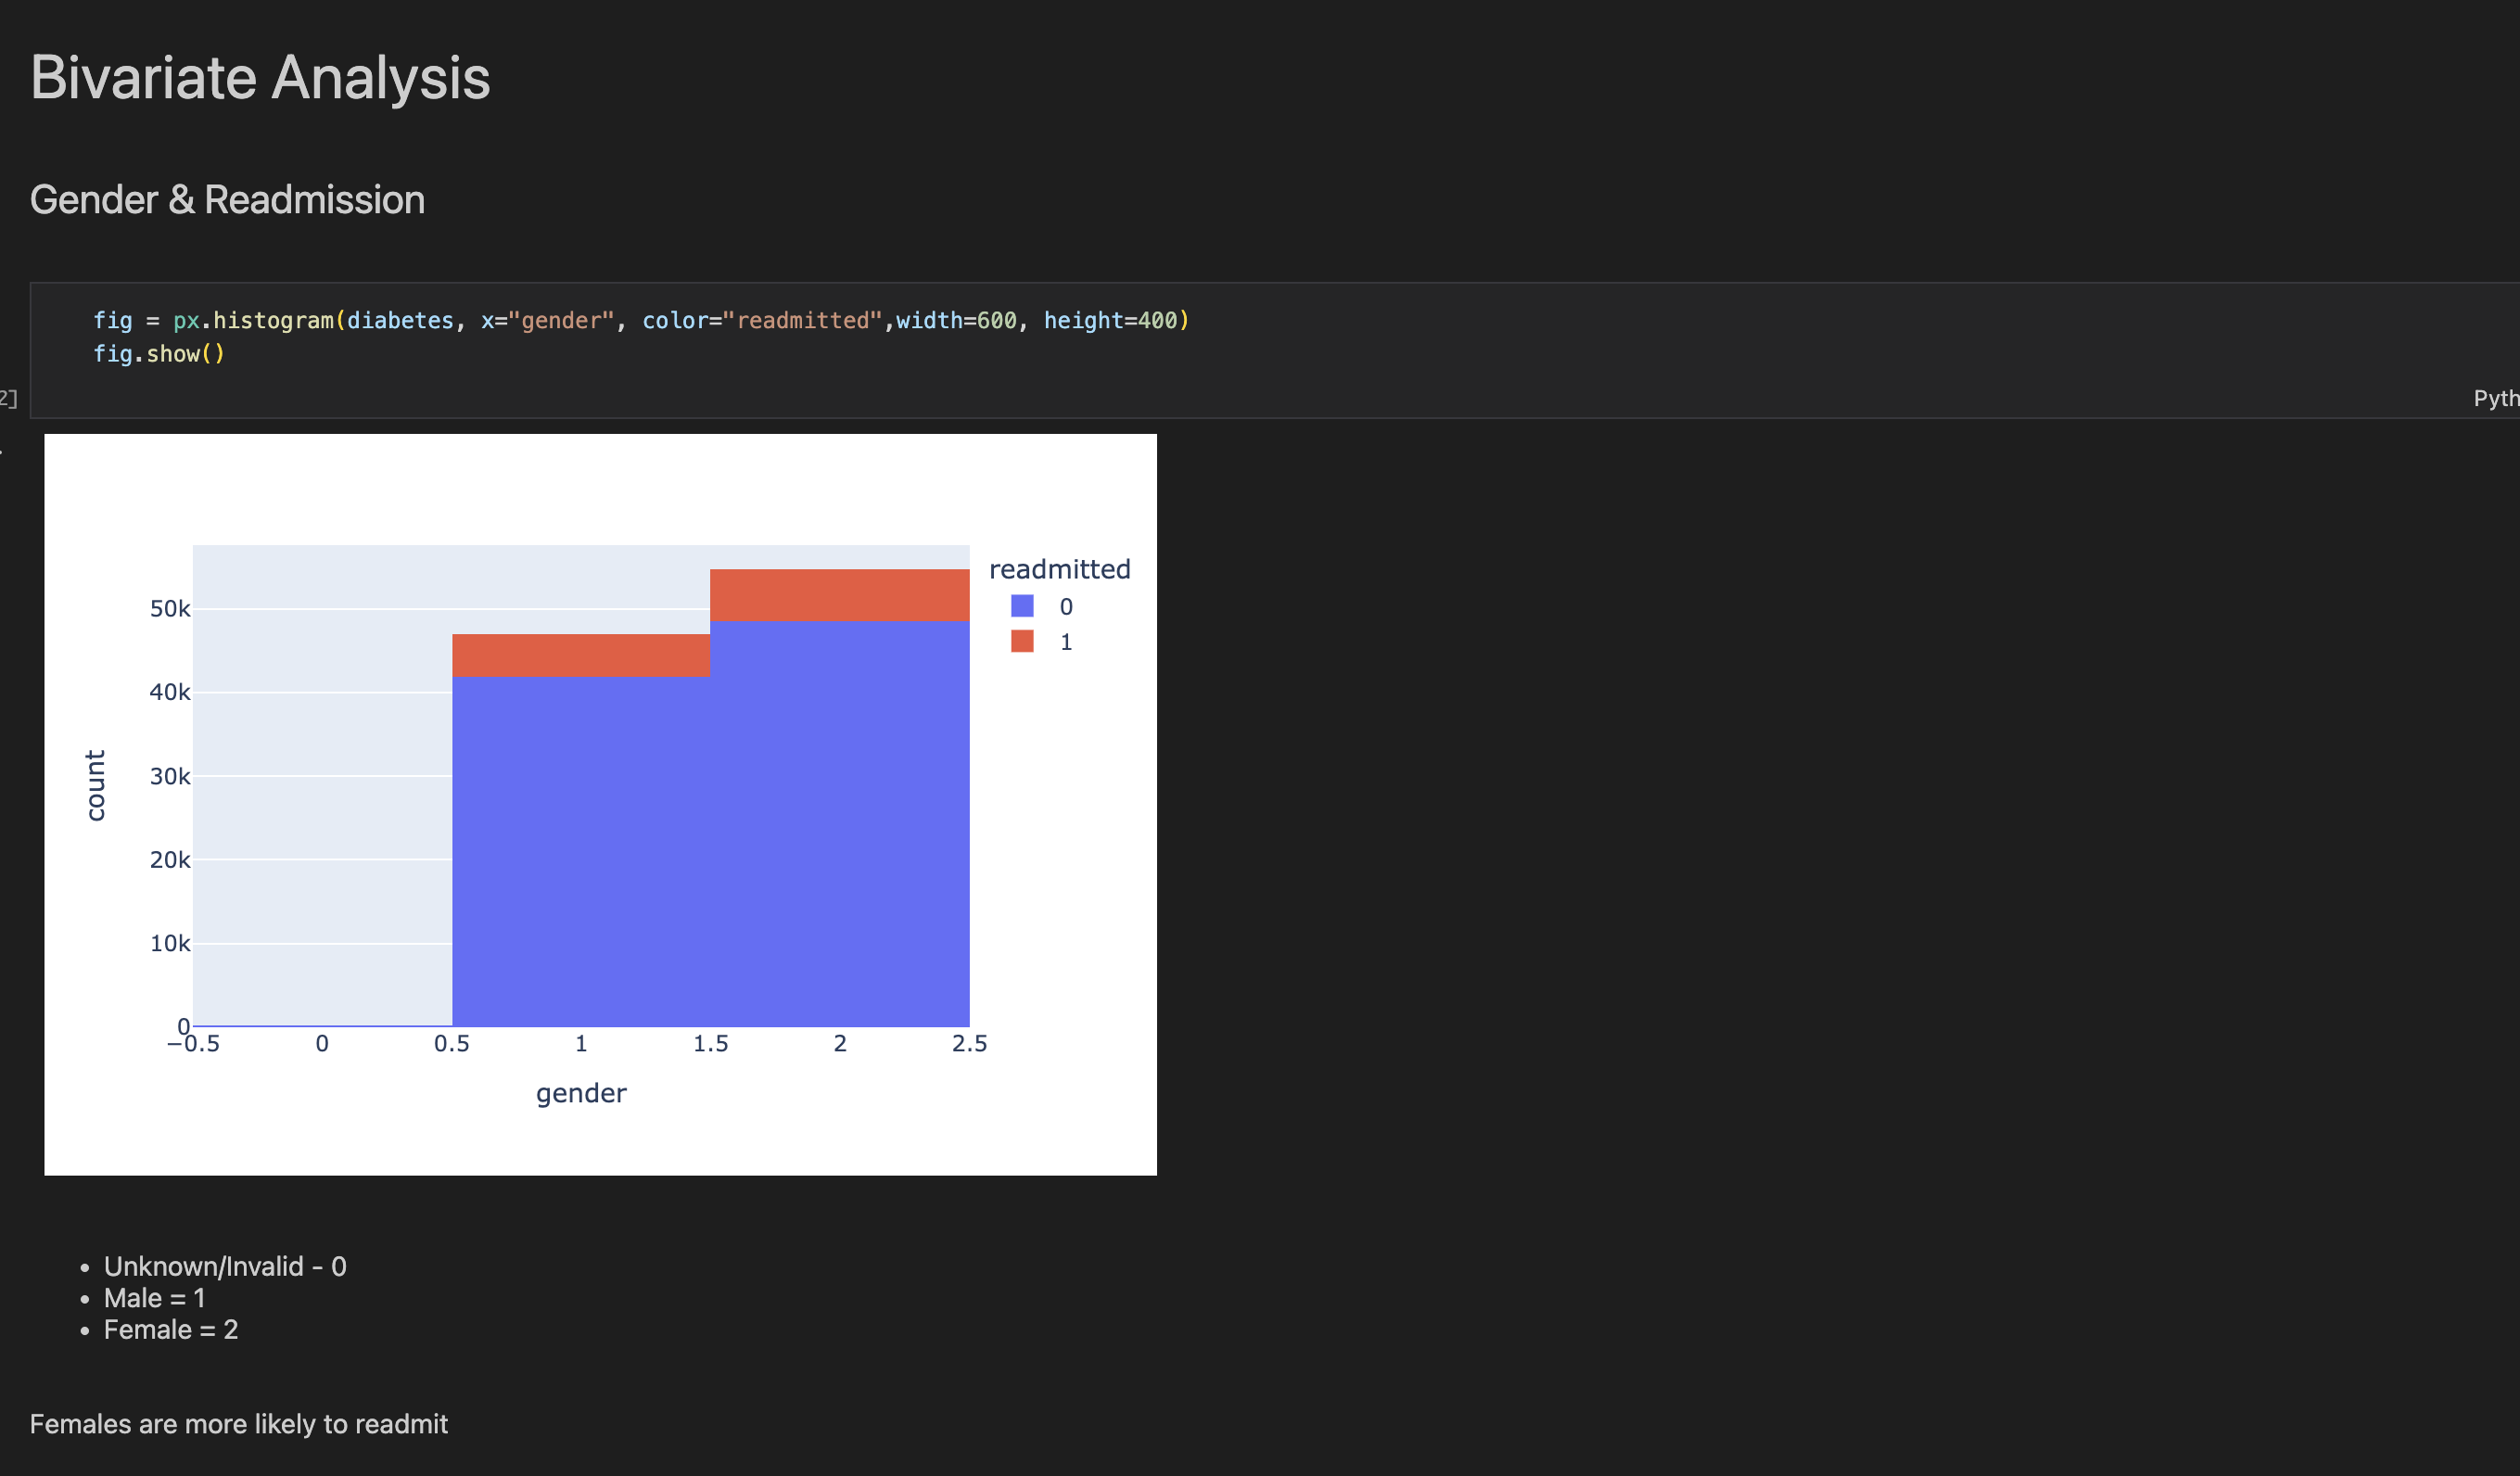 Bivariate Analysis
Gender & Readmission
fig = px.histogram(diabetes, x="gender", color="readmitted",width=600, height=400)
fig.show()
2]
Pyth
readmitted
0
1
50k
40k
30k
20k
10k
0
count
−0.5 0 0.5 1 1.5 2 2.5
gender
• Unknown/Invalid - 0
• Male = 1
• Female = 2
Females are more likely to readmit